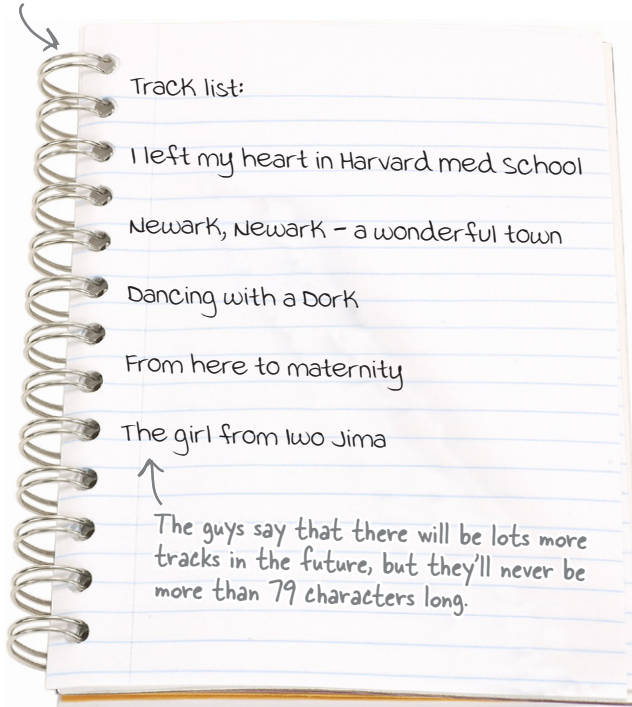 Track list:
I left my heart in Harvard med school
Newark, Newark – a wonderful town
Dancing with a Dork
From here to maternity
The girl from Iwo Jima
The guys say that there will be lots more
tracks in the future, but they'll never be
more than 79 characters long.